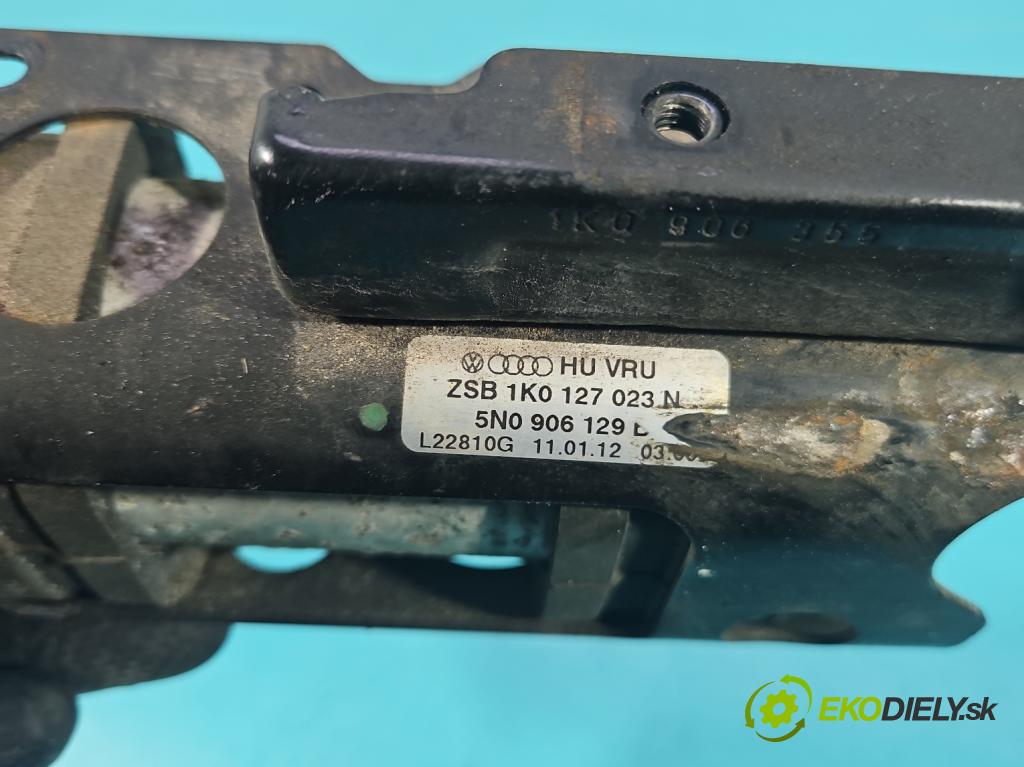 1K0 906 355
HU VRU
ZSB 1K0 127 023 N
5N0 906 129
L22810G 11.01.12
EKODIELY.sk